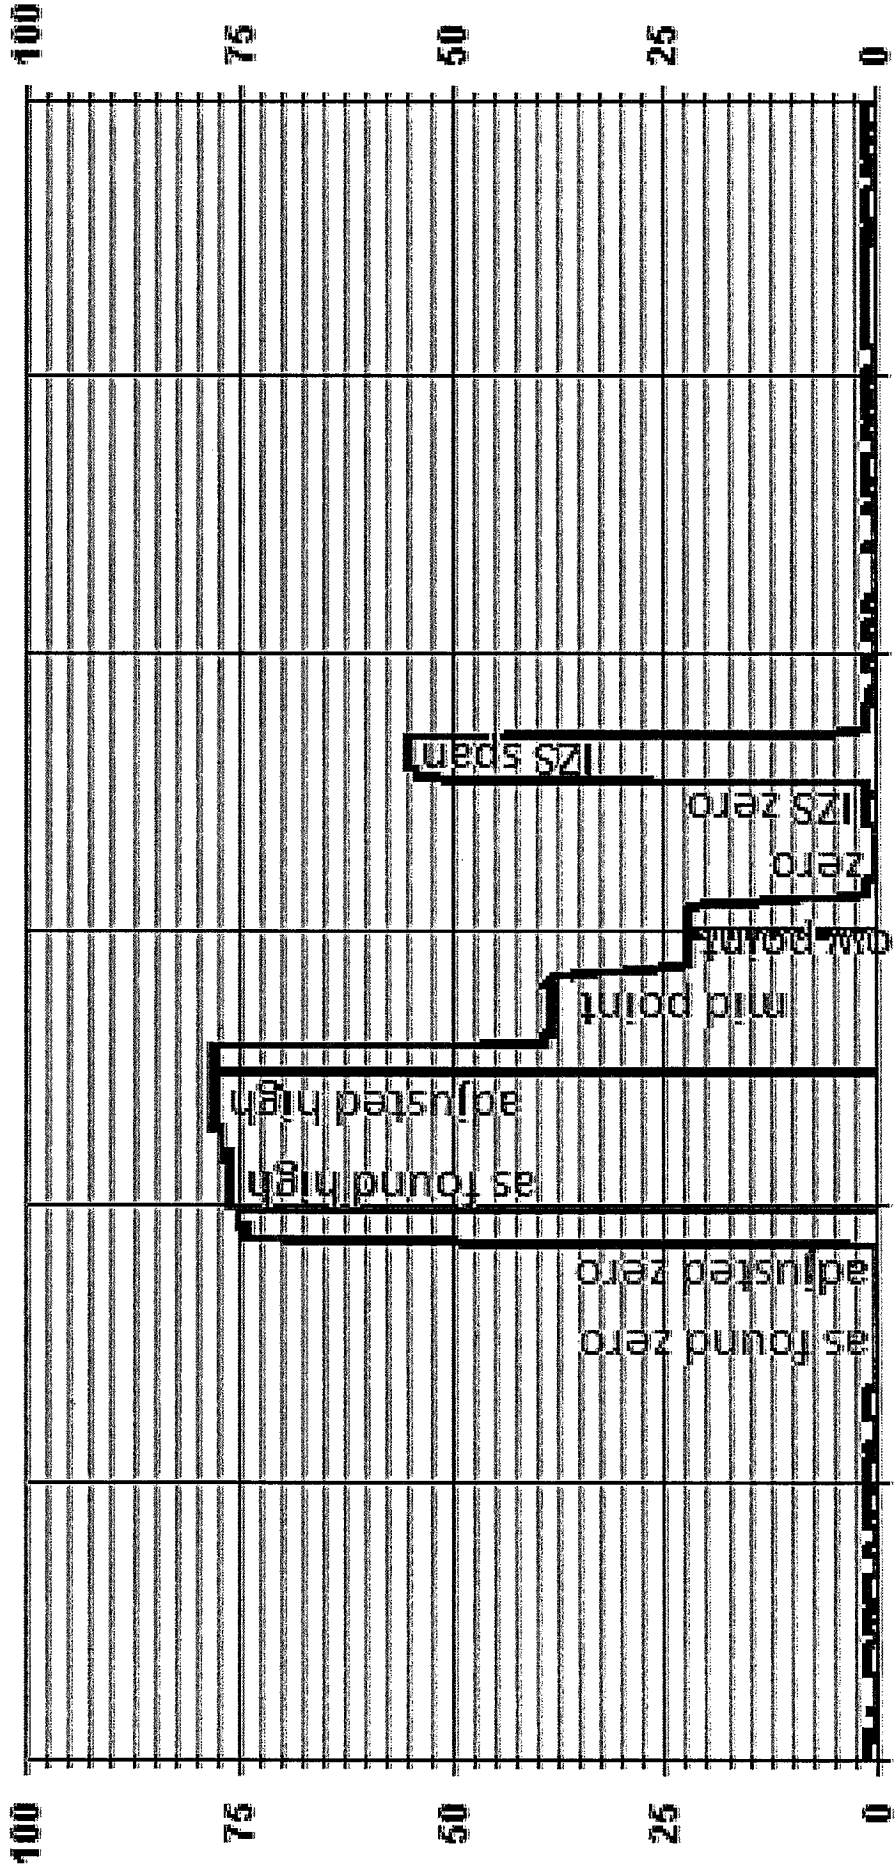 100
75
50
25
0
as found zero
adjusted zero
as found high
adjusted high
mid point
ow point
zero
IZS zero
IZS span
100
75
50
25
0